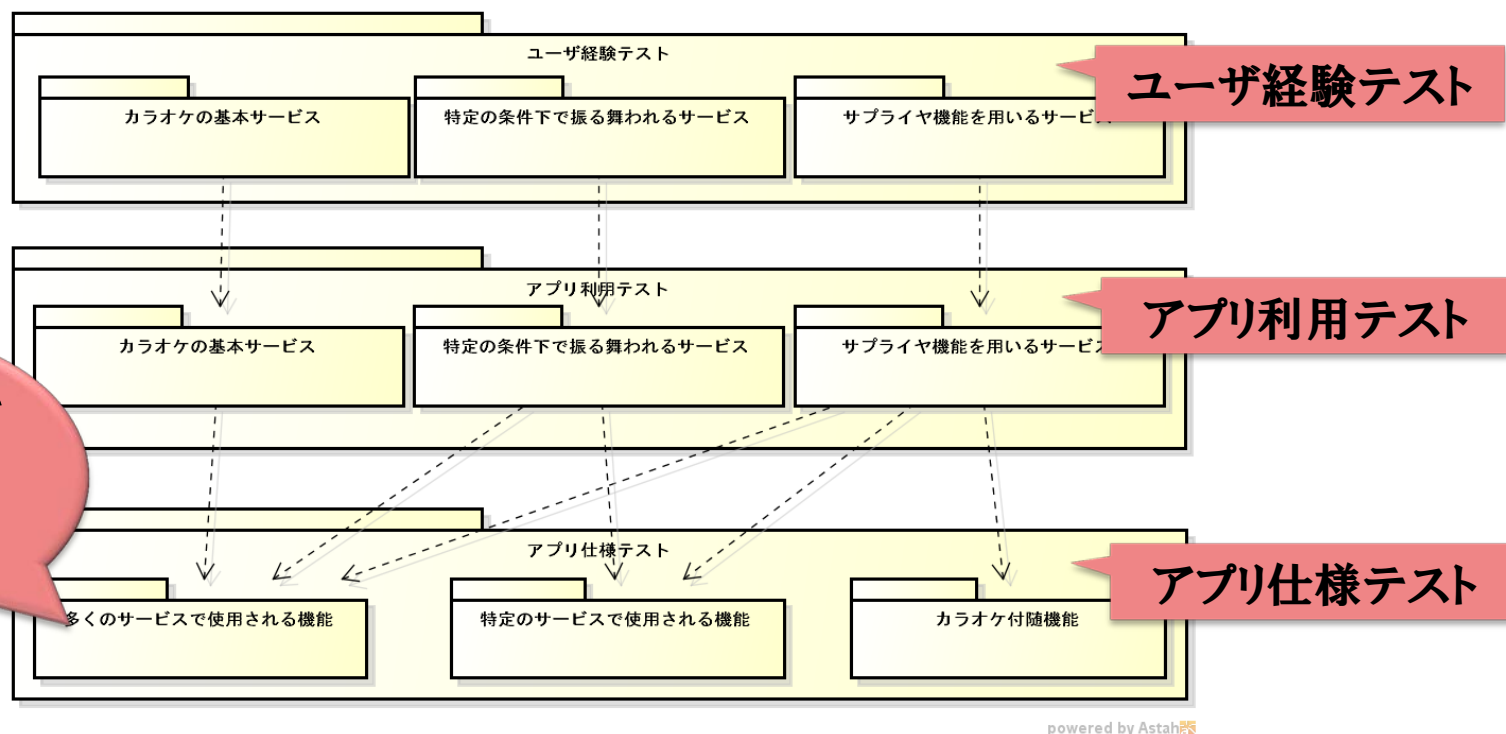 ユーザ経験テスト
ユーザ経験テスト
カラオケの基本サービス
特定の条件下で振る舞われるサービス
サプライヤ機能を用いるサービス
アプリ利用テスト
アプリ利用テスト
カラオケの基本サービス
特定の条件下で振る舞われるサービス
サプライヤ機能を用いるサービス
アプリ仕様テスト
アプリ仕様テスト
多くのサービスで使用される機能
特定のサービスで使用される機能
カラオケ付随機能
powered by Astah